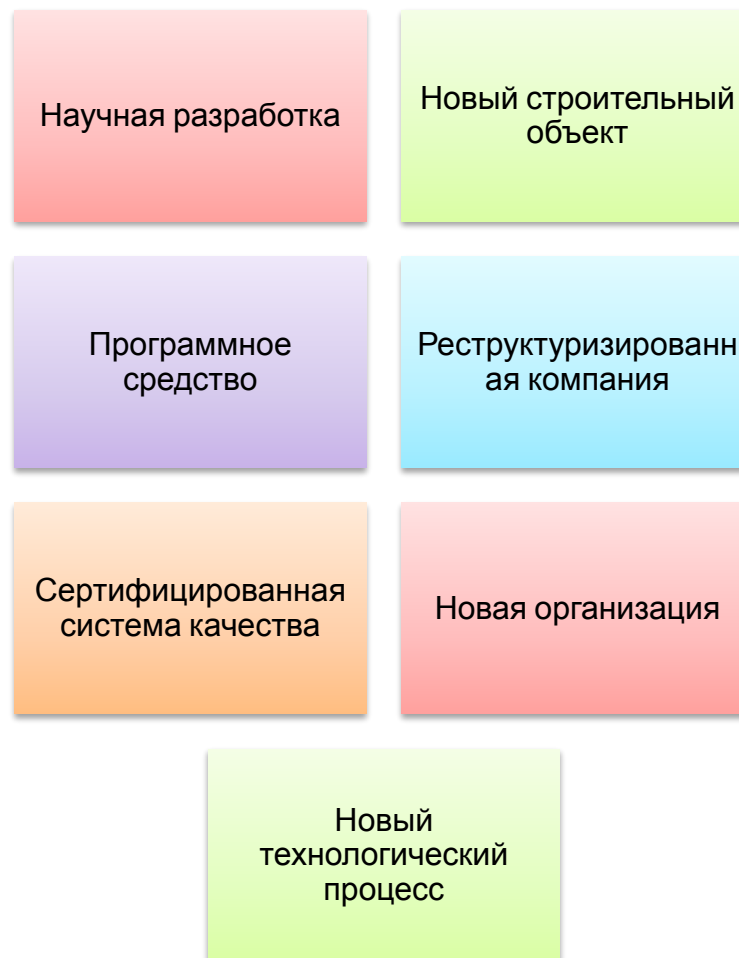 Научная разработка
Новый строительный
объект
Программное
средство
Реструктуризированн
ая компания
Сертифицированная
система качества
Новая организация
Новый
технологический
процесс